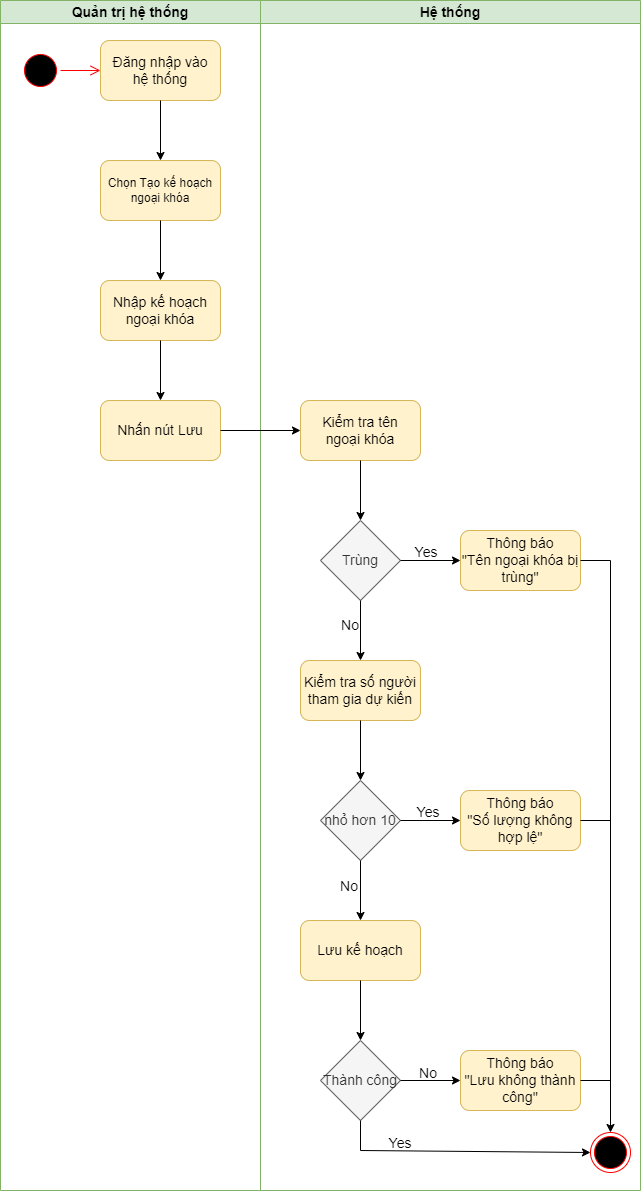 Quản trị hệ thống
Hệ thống
Đăng nhập vào
hệ thống
Chọn Tạo kế hoạch
ngoại khóa
Nhập kế hoạch
ngoại khóa
Nhấn nút Lưu
Kiểm tra tên
ngoại khóa
Trùng
Yes
Thông báo
"Tên ngoại khóa bị
trùng"
No
Kiểm tra số người
tham gia dự kiến
nhỏ hơn 10
Yes
Thông báo
"Số lượng không
hợp lệ"
No
Lưu kế hoạch
Thành công
No
Thông báo
"Lưu không thành
công"
Yes